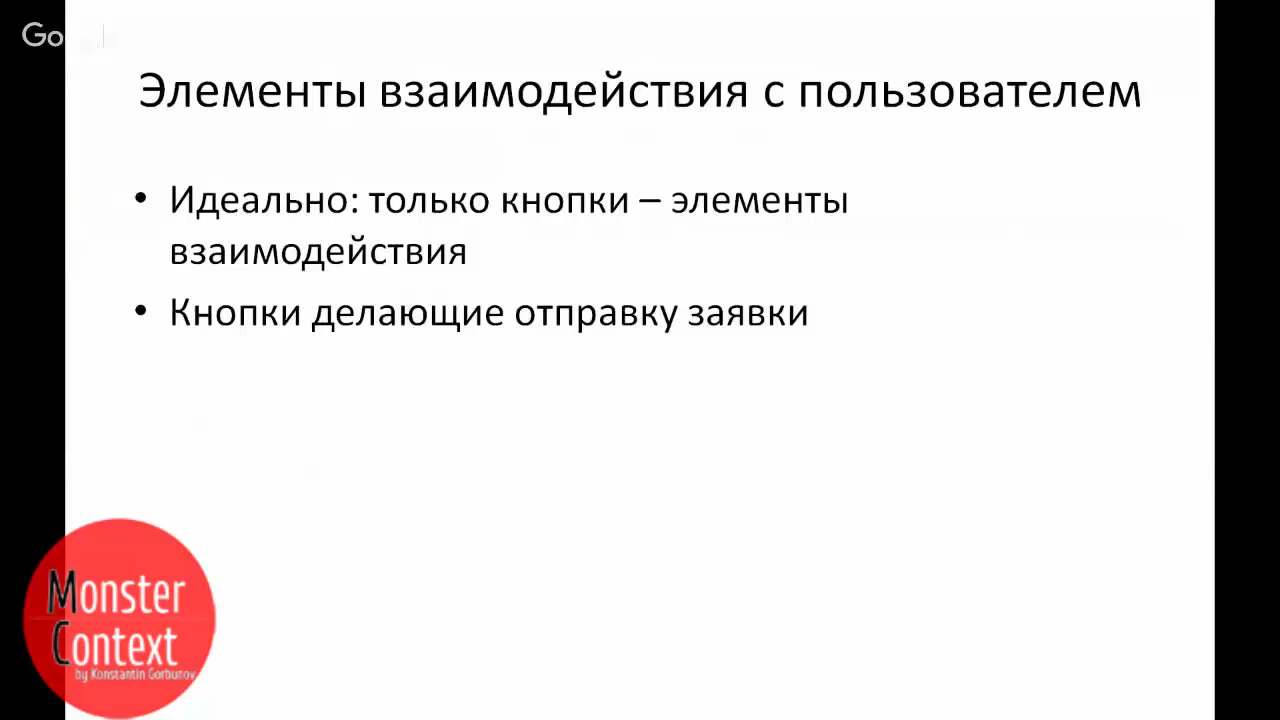 Элементы взаимодействия с пользователем
• Идеально: только кнопки – элементы
взаимодействия
• Кнопки делающие отправку заявки
Monster
Context
by Konstantin Gorbunov